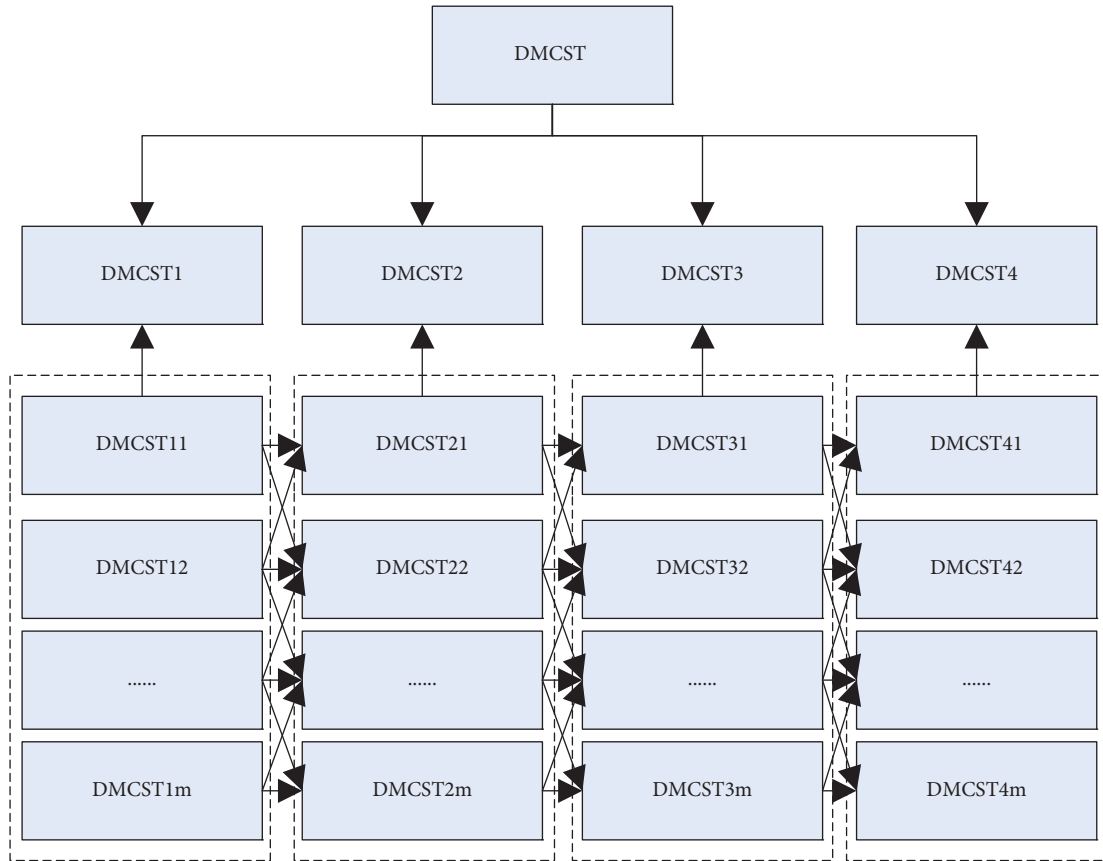 DMCST
DMCST1
DMCST2
DMCST3
DMCST4
DMCST11
DMCST21
DMCST31
DMCST41
DMCST12
DMCST22
DMCST32
DMCST42
......
......
......
......
DMCST1m
DMCST2m
DMCST3m
DMCST4m